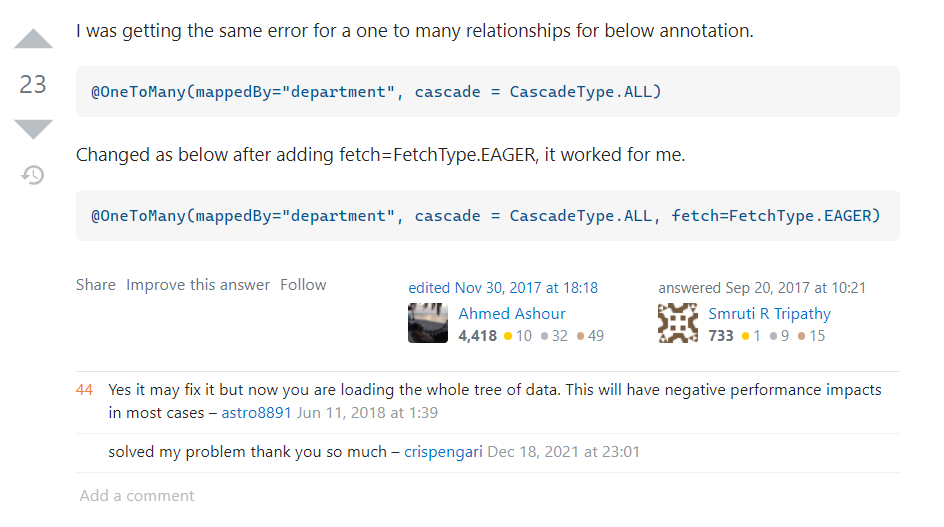 I was getting the same error for a one to many relationships for below annotation.
23
@OneToMany(mappedBy="department", cascade = CascadeType.ALL)
Changed as below after adding fetch=FetchType.EAGER, it worked for me.
@OneToMany(mappedBy="department", cascade = CascadeType.ALL, fetch=FetchType.EAGER)
Share Improve this answer Follow
edited Nov 30, 2017 at 18:18
Ahmed Ashour
4,418 10 32 49
answered Sep 20, 2017 at 10:21
Smruti R Tripathy
733 1 9 15
44 Yes it may fix it but now you are loading the whole tree of data. This will have negative performance impacts
in most cases – astro8891 Jun 11, 2018 at 1:39
solved my problem thank you so much – crispengari Dec 18, 2021 at 23:01
Add a comment